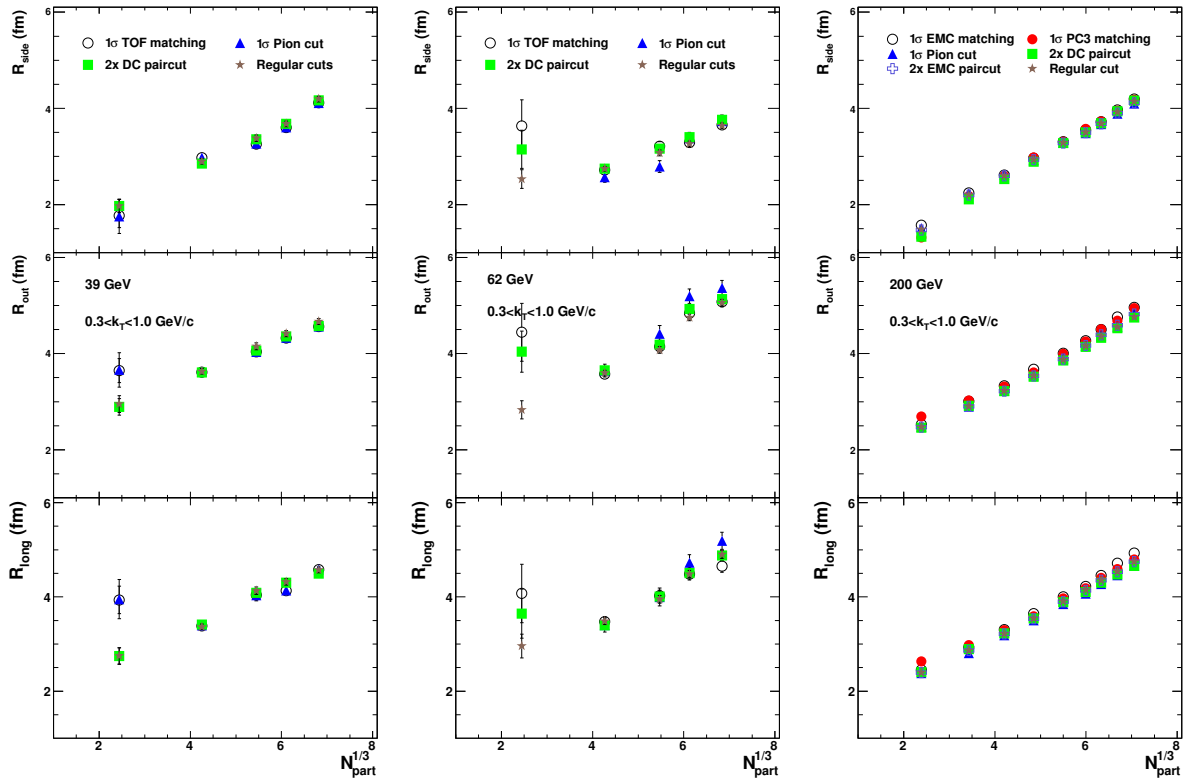 6
4
2
R_side (fm)
1σ TOF matching
1σ Pion cut
2x DC paircut
Regular cuts
6
4
2
R_side (fm)
1σ TOF matching
1σ Pion cut
2x DC paircut
Regular cuts
6
4
2
R_side (fm)
1σ EMC matching
1σ PC3 matching
1σ Pion cut
2x DC paircut
2x EMC paircut
Regular cut
6
4
2
R_out (fm)
39 GeV
0.3<k_T<1.0 GeV/c
6
4
2
R_out (fm)
62 GeV
0.3<k_T<1.0 GeV/c
6
4
2
R_out (fm)
200 GeV
0.3<k_T<1.0 GeV/c
6
4
2
R_long (fm)
2 4 6 8
N_part^1/3
6
4
2
R_long (fm)
2 4 6 8
N_part^1/3
6
4
2
R_long (fm)
2 4 6 8
N_part^1/3